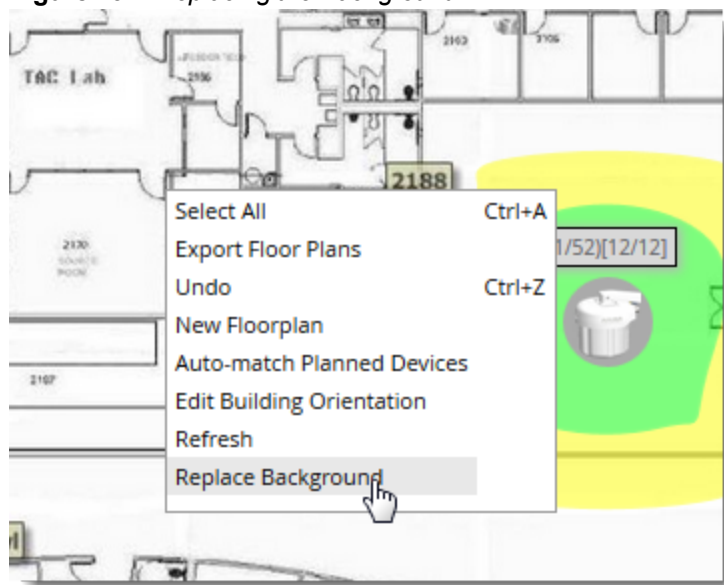 2103
2105
TAC Lab
2106
2188
Select All Ctrl+A
1/52)[12/12]
Export Floor Plans
Undo Ctrl+Z
New Floorplan
Auto-match Planned Devices
2107
Edit Building Orientation
Refresh
Replace Background